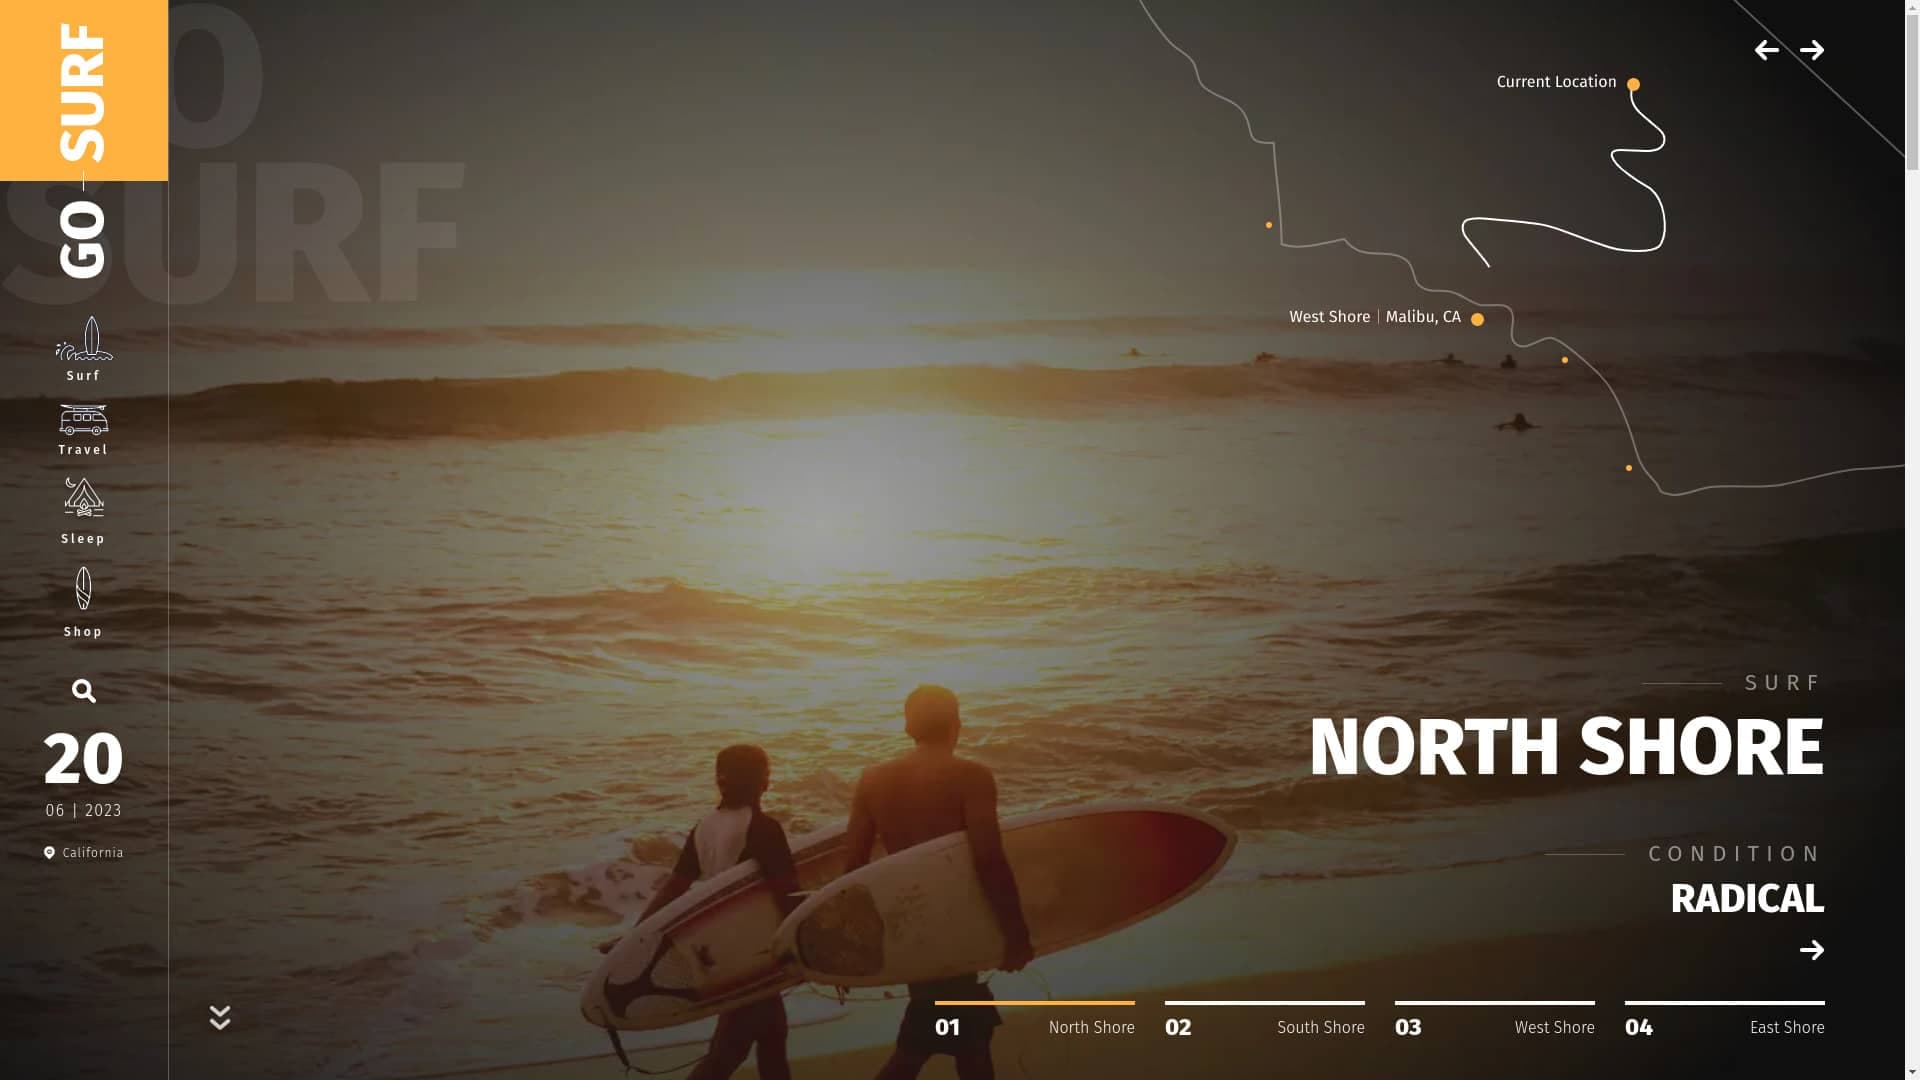 GO — SURF
GO
SURF
Surf
Travel
Sleep
Shop
20
06 | 2023
California
Current Location
West Shore | Malibu, CA
SURF
NORTH SHORE
CONDITION
RADICAL
01 North Shore
02 South Shore
03 West Shore
04 East Shore